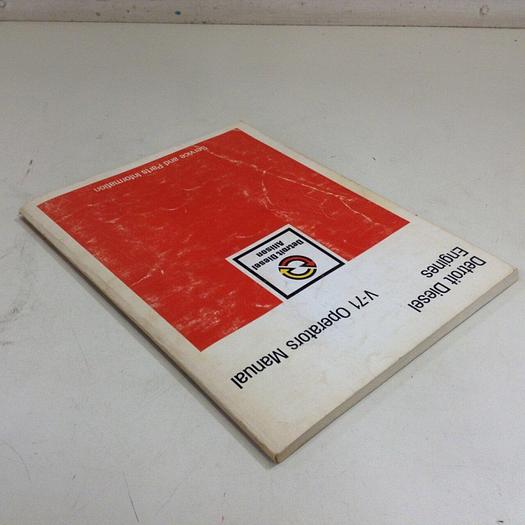 Detroit Diesel
Engines
V-71 Operators Manual
Detroit Diesel
Allison
Service and Parts Information